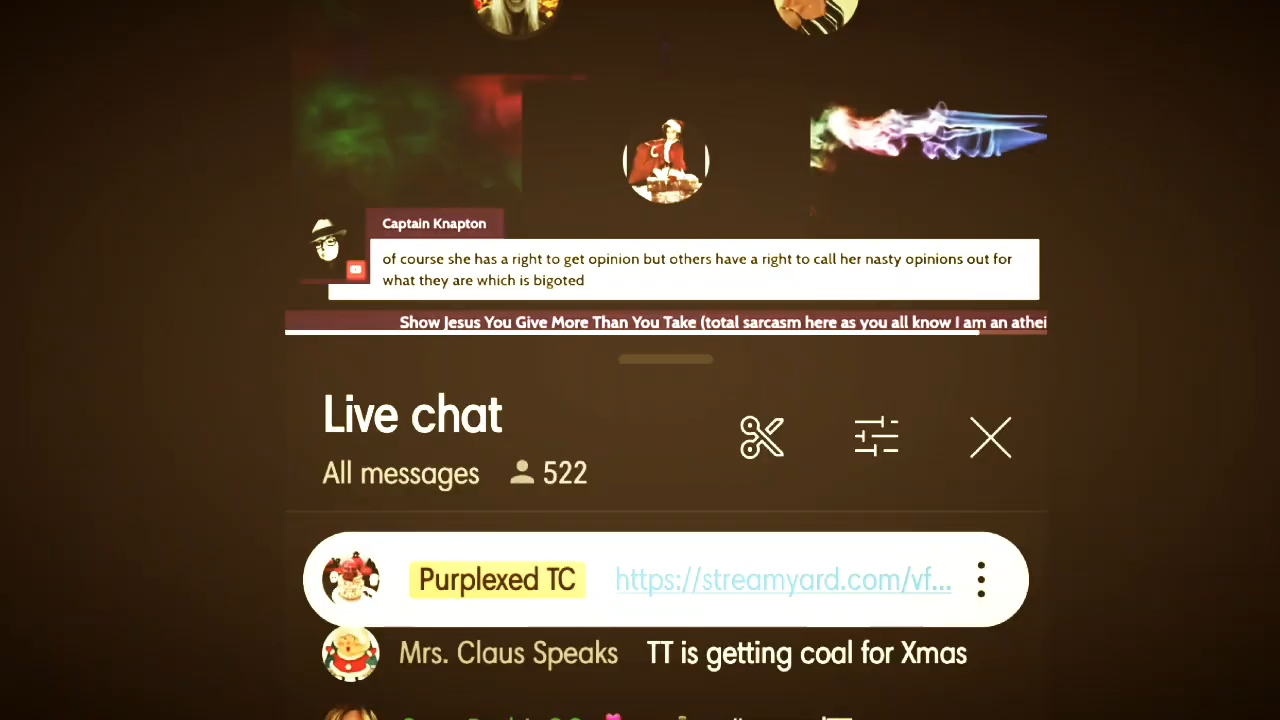 Captain Knapton
of course she has a right to get opinion but others have a right to call her nasty opinions out for
what they are which is bigoted
Show Jesus You Give More Than You Take (total sarcasm here as you all know I am an athei
Live chat
All messages 522
Purplexed TC https://streamyard.com/vf...
Mrs. Claus Speaks TT is getting coal for Xmas